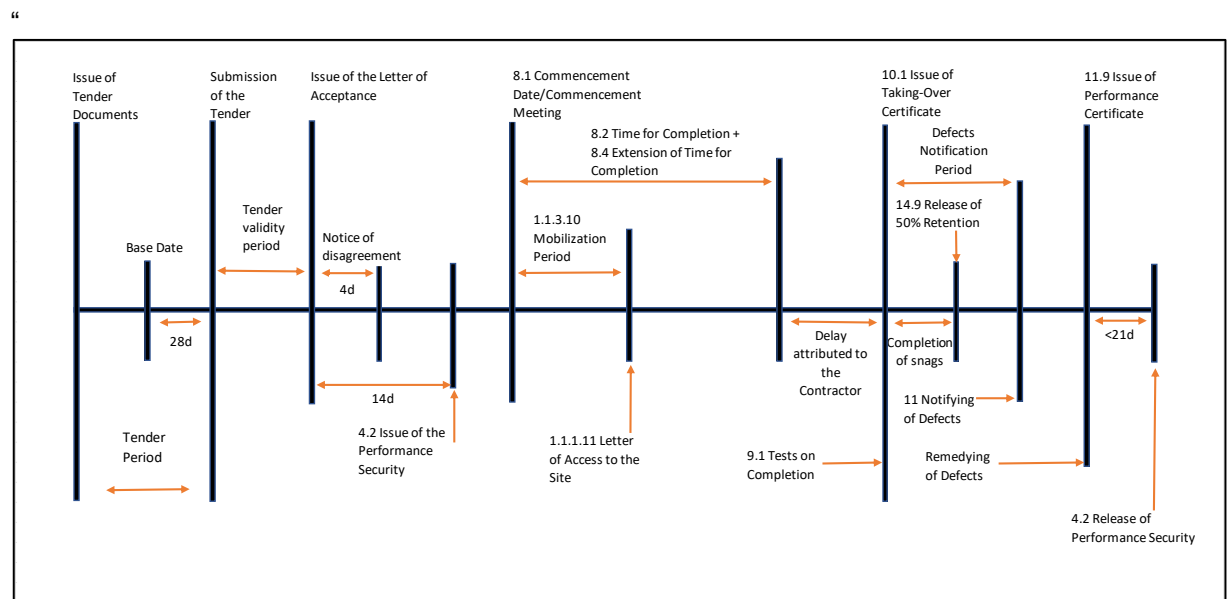 “
Issue of
Tender
Documents
Submission
of the
Tender
Issue of the Letter of
Acceptance
8.1 Commencement
Date/Commencement
Meeting
10.1 Issue of
Taking-Over
Certificate
11.9 Issue of
Performance
Certificate
8.2 Time for Completion +
8.4 Extension of Time for
Completion
Defects
Notification
Period
Tender
validity
period
Base Date
Notice of
disagreement
4d
1.1.3.10
Mobilization
Period
14.9 Release of
50% Retention
28d
14d
Delay
attributed to
the
Contractor
Completion
of snags
<21d
Tender
Period
4.2 Issue of the
Performance
Security
1.1.1.11 Letter
of Access to the
Site
11 Notifying
of Defects
9.1 Tests on
Completion
Remedying
of Defects
4.2 Release of
Performance Security